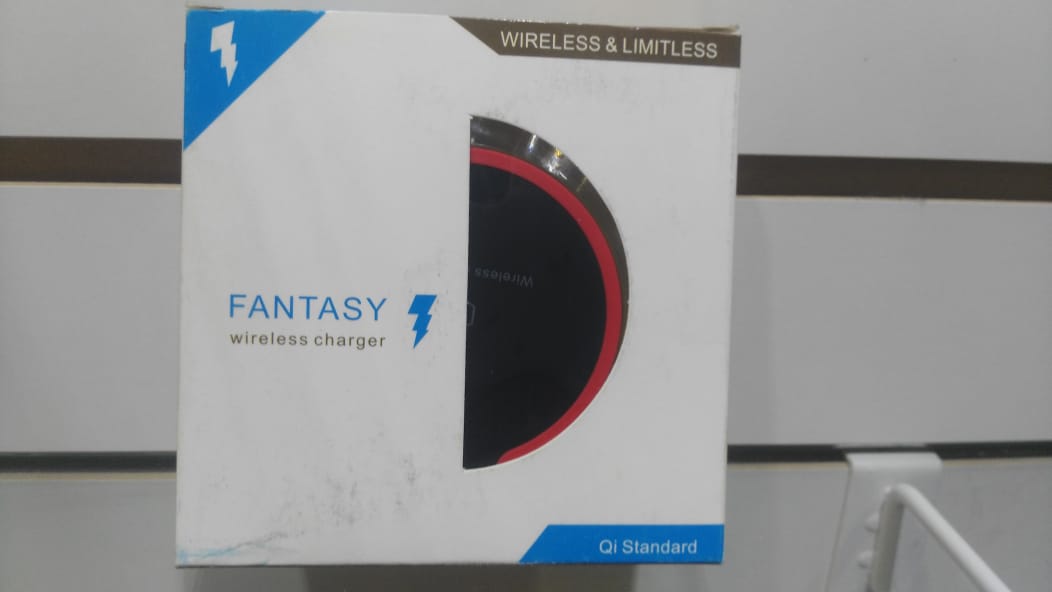 WIRELESS & LIMITLESS
FANTASY
wireless charger
Wireless
Qi Standard